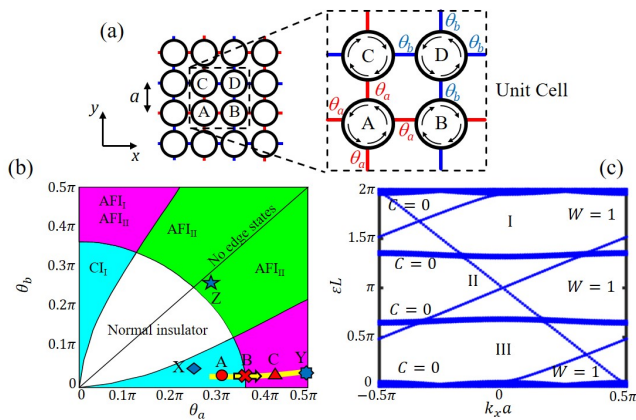 (a)
a
y
x
C D
A B
C θb D θb
θb
θa θb
θa A θa B
θa θb
Unit Cell
(b)
0.5π
0.4π
0.3π
0.2π
0.1π
0
θb
AFII
AFIII
AFIII
No edge states
AFIII
CII
Normal insulator
Z
X A B C Y
0 0.1π 0.2π 0.3π 0.4π 0.5π
θa
(c)
2π
1.5π
π
0.5π
0
εL
C = 0
I
W = 1
C = 0
II
W = 1
C = 0
III
W = 1
C = 0
-0.5π 0 0.5π
kxa